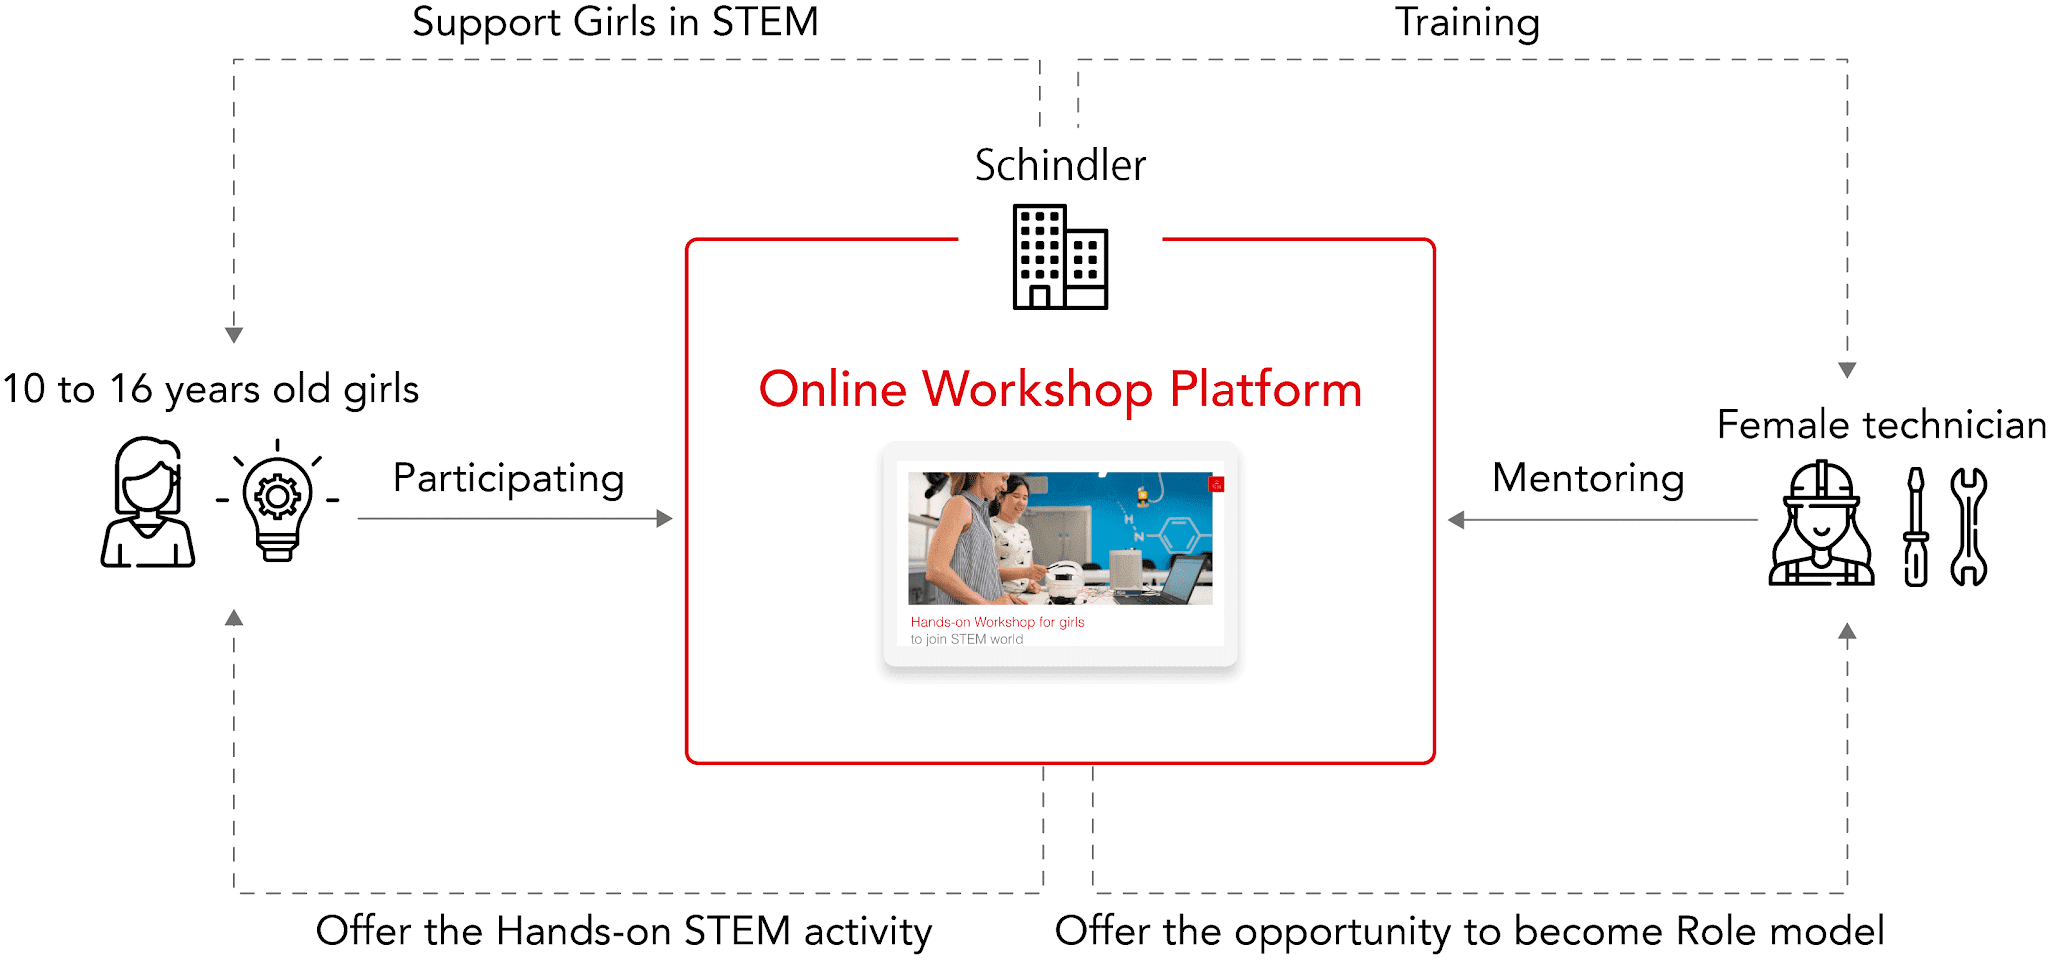 Support Girls in STEM
Training
Schindler
Online Workshop Platform
10 to 16 years old girls
Female technician
Participating
Mentoring
H
N
Hands-on Workshop for girls
to join STEM world
Offer the Hands-on STEM activity
Offer the opportunity to become Role model